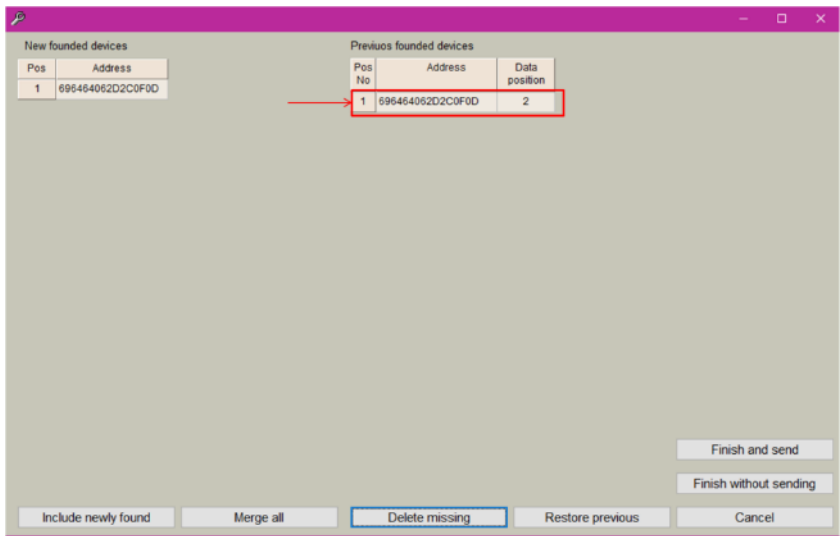 New founded devices
Previuos founded devices
Pos Address
1 696464062D2C0F0D
Pos No Address Data position
1 696464062D2C0F0D 2
Finish and send
Finish without sending
Include newly found Merge all Delete missing Restore previous Cancel